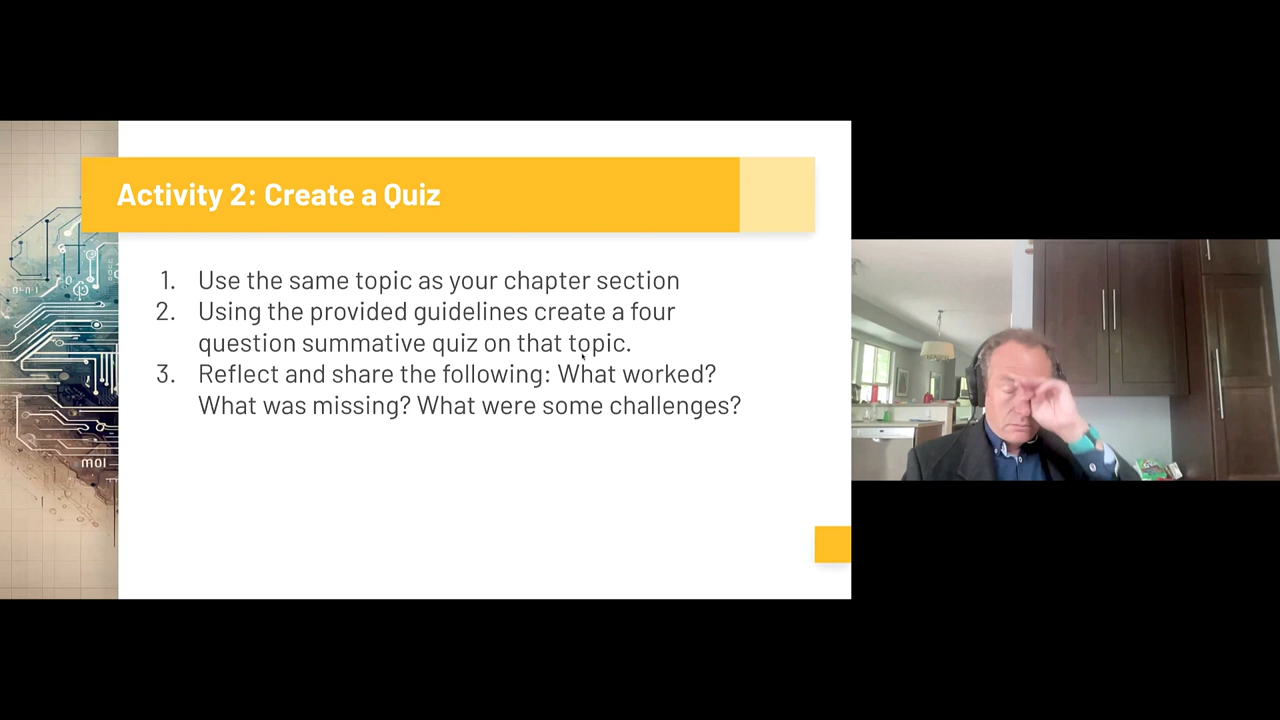 Activity 2: Create a Quiz
1. Use the same topic as your chapter section
2. Using the provided guidelines create a four
question summative quiz on that topic.
3. Reflect and share the following: What worked?
What was missing? What were some challenges?